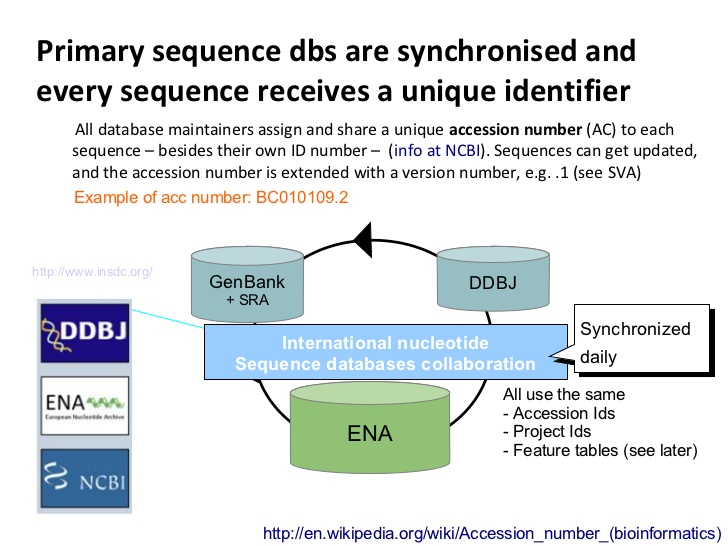 Primary sequence dbs are synchronised and
every sequence receives a unique identifier
All database maintainers assign and share a unique accession number (AC) to each
sequence – besides their own ID number – (info at NCBI). Sequences can get updated,
and the accession number is extended with a version number, e.g. .1 (see SVA)
Example of acc number: BC010109.2
http://www.insdc.org/
GenBank
+ SRA
DDBJ
DDBJ
International nucleotide
Sequence databases collaboration
Synchronized
daily
ENA
European Nucleotide Archive
ENA
All use the same
- Accession Ids
- Project Ids
- Feature tables (see later)
NCBI
http://en.wikipedia.org/wiki/Accession_number_(bioinformatics)